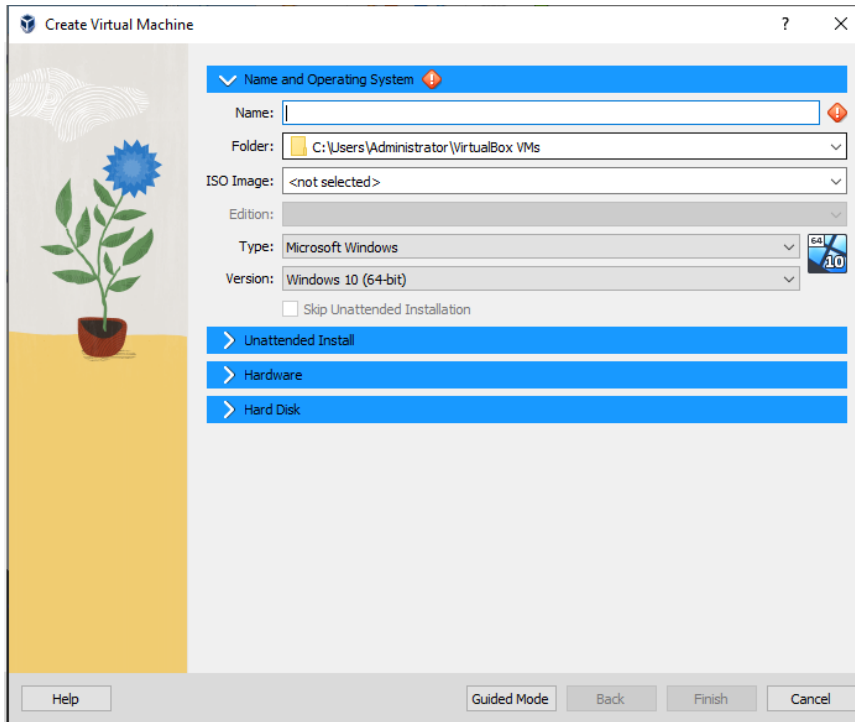 Create Virtual Machine ?
Name and Operating System
Name:
Folder: C:\Users\Administrator\VirtualBox VMs
ISO Image: <not selected>
Edition:
Type: Microsoft Windows 64
Version: Windows 10 (64-bit) 10
Skip Unattended Installation
Unattended Install
Hardware
Hard Disk
Help Guided Mode Back Finish Cancel